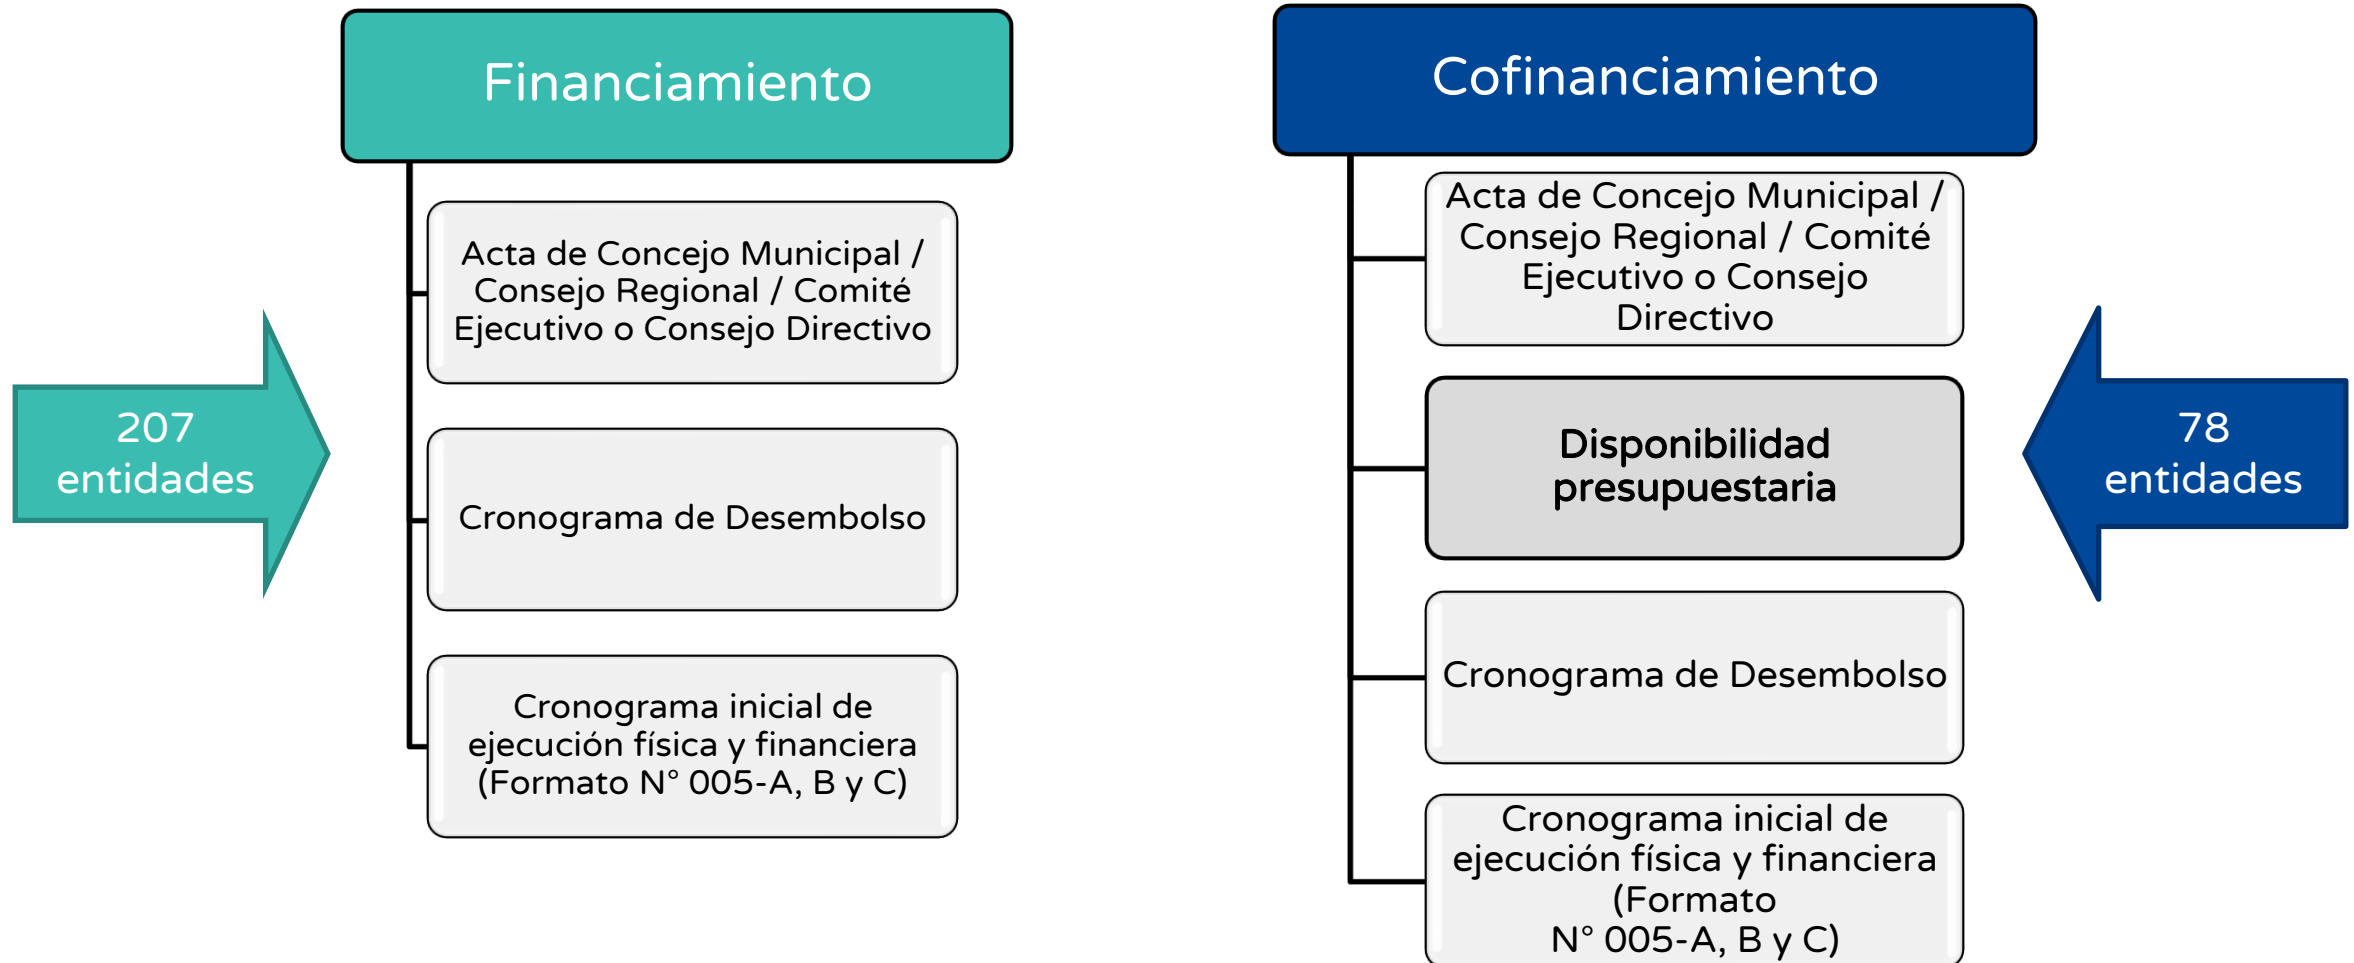 Financiamiento
Acta de Concejo Municipal /
Consejo Regional / Comité
Ejecutivo o Consejo Directivo
Cronograma de Desembolso
Cronograma inicial de
ejecución física y financiera
(Formato N° 005-A, B y C)
207
entidades
Cofinanciamiento
Acta de Concejo Municipal /
Consejo Regional / Comité
Ejecutivo o Consejo
Directivo
Disponibilidad
presupuestaria
Cronograma de Desembolso
Cronograma inicial de
ejecución física y financiera
(Formato
N° 005-A, B y C)
78
entidades